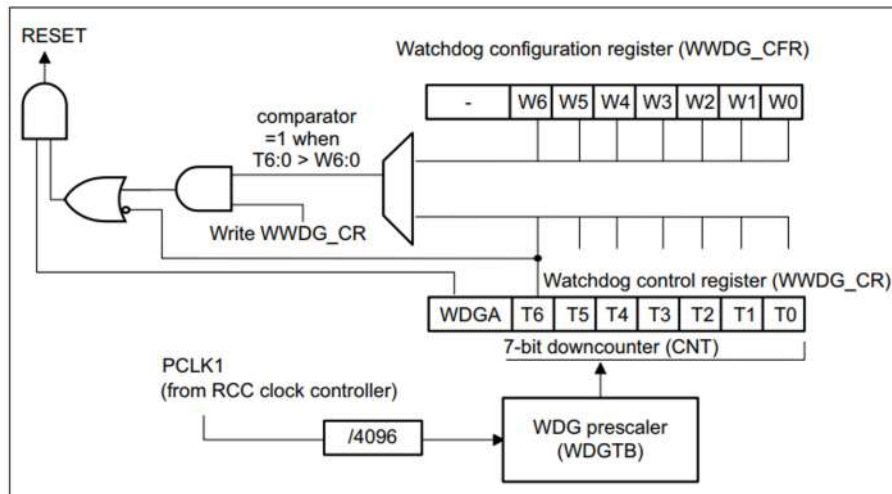 RESET
Watchdog configuration register (WWDG_CFR)
- W6 W5 W4 W3 W2 W1 W0
comparator
=1 when
T6:0 > W6:0
Write WWDG_CR
Watchdog control register (WWDG_CR)
WDGA T6 T5 T4 T3 T2 T1 T0
7-bit downcounter (CNT)
PCLK1
(from RCC clock controller)
/4096
WDG prescaler
(WDGTB)